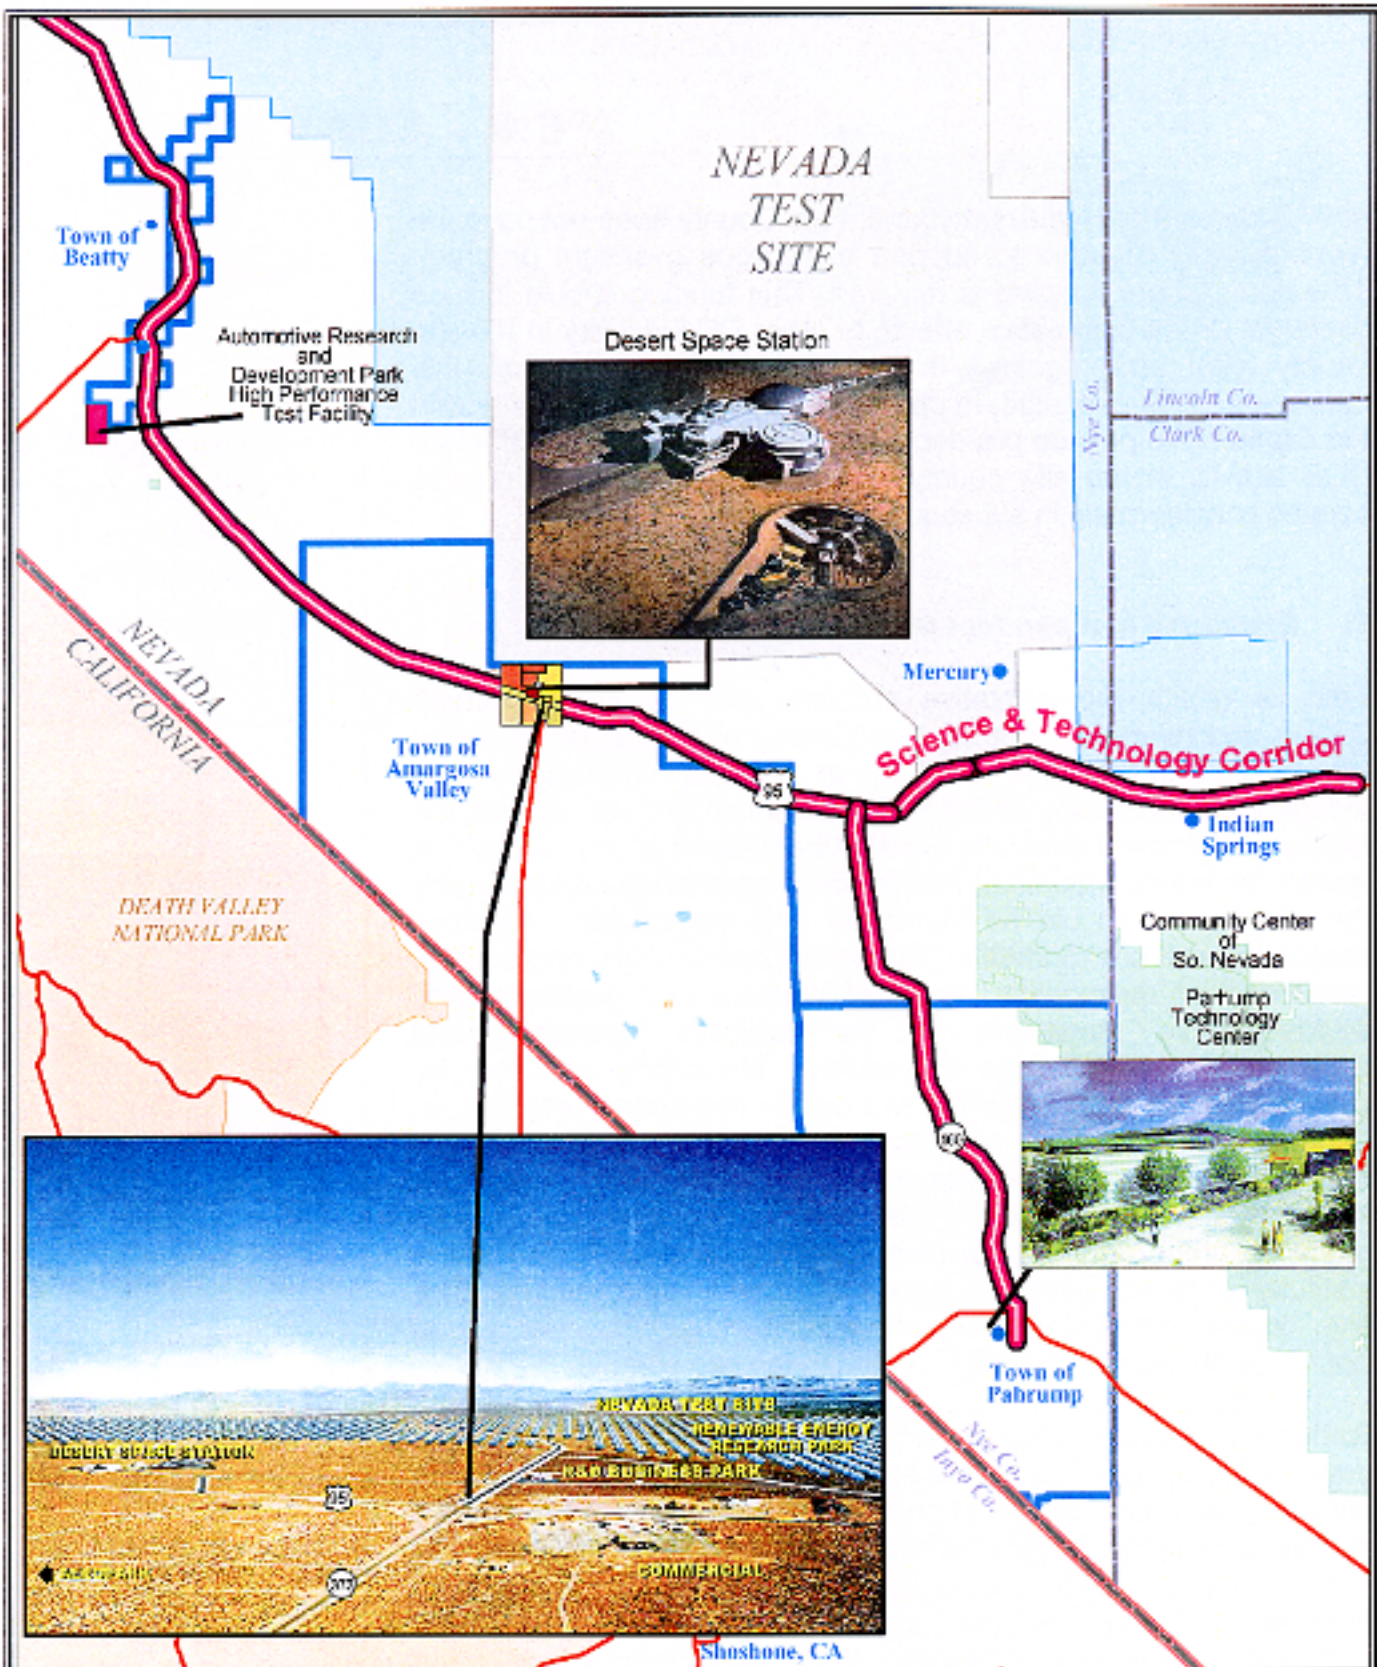 NEVADA
TEST
SITE
Town of
Beatty
Automotive Research
and
Development Park
High Performance
Test Facility
Desert Space Station
Nye Co.
Lincoln Co.
Clark Co.
NEVADA
CALIFORNIA
Mercury
Science & Technology Corridor
Town of
Amargosa
Valley
95
Indian
Springs
DEATH VALLEY
NATIONAL PARK
Community Center
of
So. Nevada
Parhump
Technology
Center
160
Town of
Pahrump
Nye Co.
Inyo Co.
NEVADA TEST SITE
RENEWABLE ENERGY
RESEARCH PARK
DESERT SPACE STATION
R&D BUSINESS PARK
95
COMMERCIAL
373
Shoshone, CA